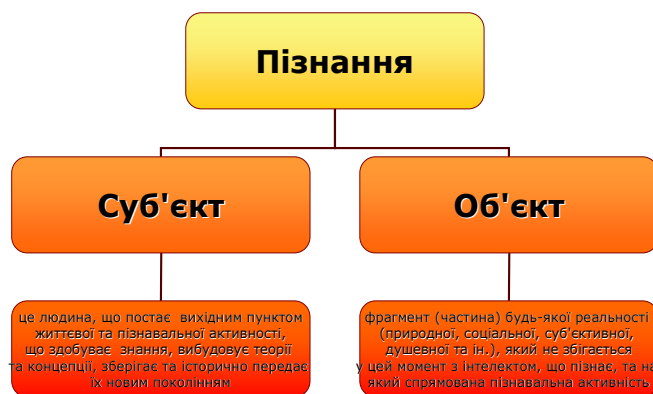 Пізнання
Суб'єкт
Об'єкт
це людина, що постає вихідним пунктом
життєвої та пізнавальної активності,
що здобуває знання, вибудовує теорії
та концепції, зберігає та історично передає
їх новим поколінням
фрагмент (частина) будь-якої реальності
(природної, соціальної, суб'єктивної,
душевної та ін.), який не збігається
у цей момент з інтелектом, що пізнає, та на
який спрямована пізнавальна активність